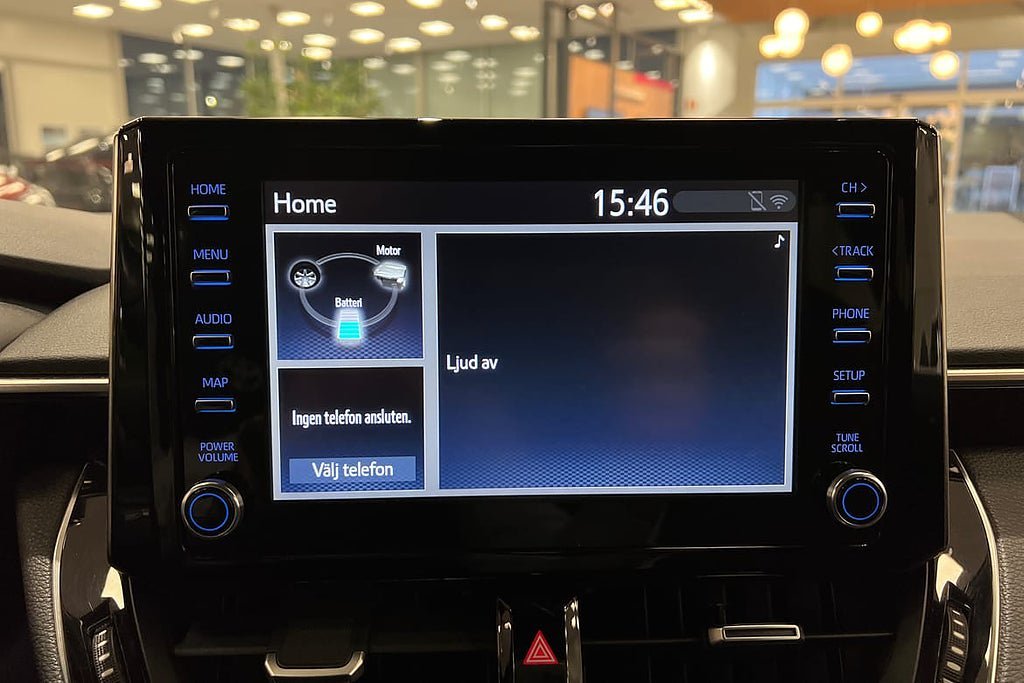 HOME
MENU
AUDIO
MAP
POWER
VOLUME
Home
15:46
Motor
Batteri
Ingen telefon ansluten.
Välj telefon
Ljud av
CH >
< TRACK
PHONE
SETUP
TUNE
SCROLL